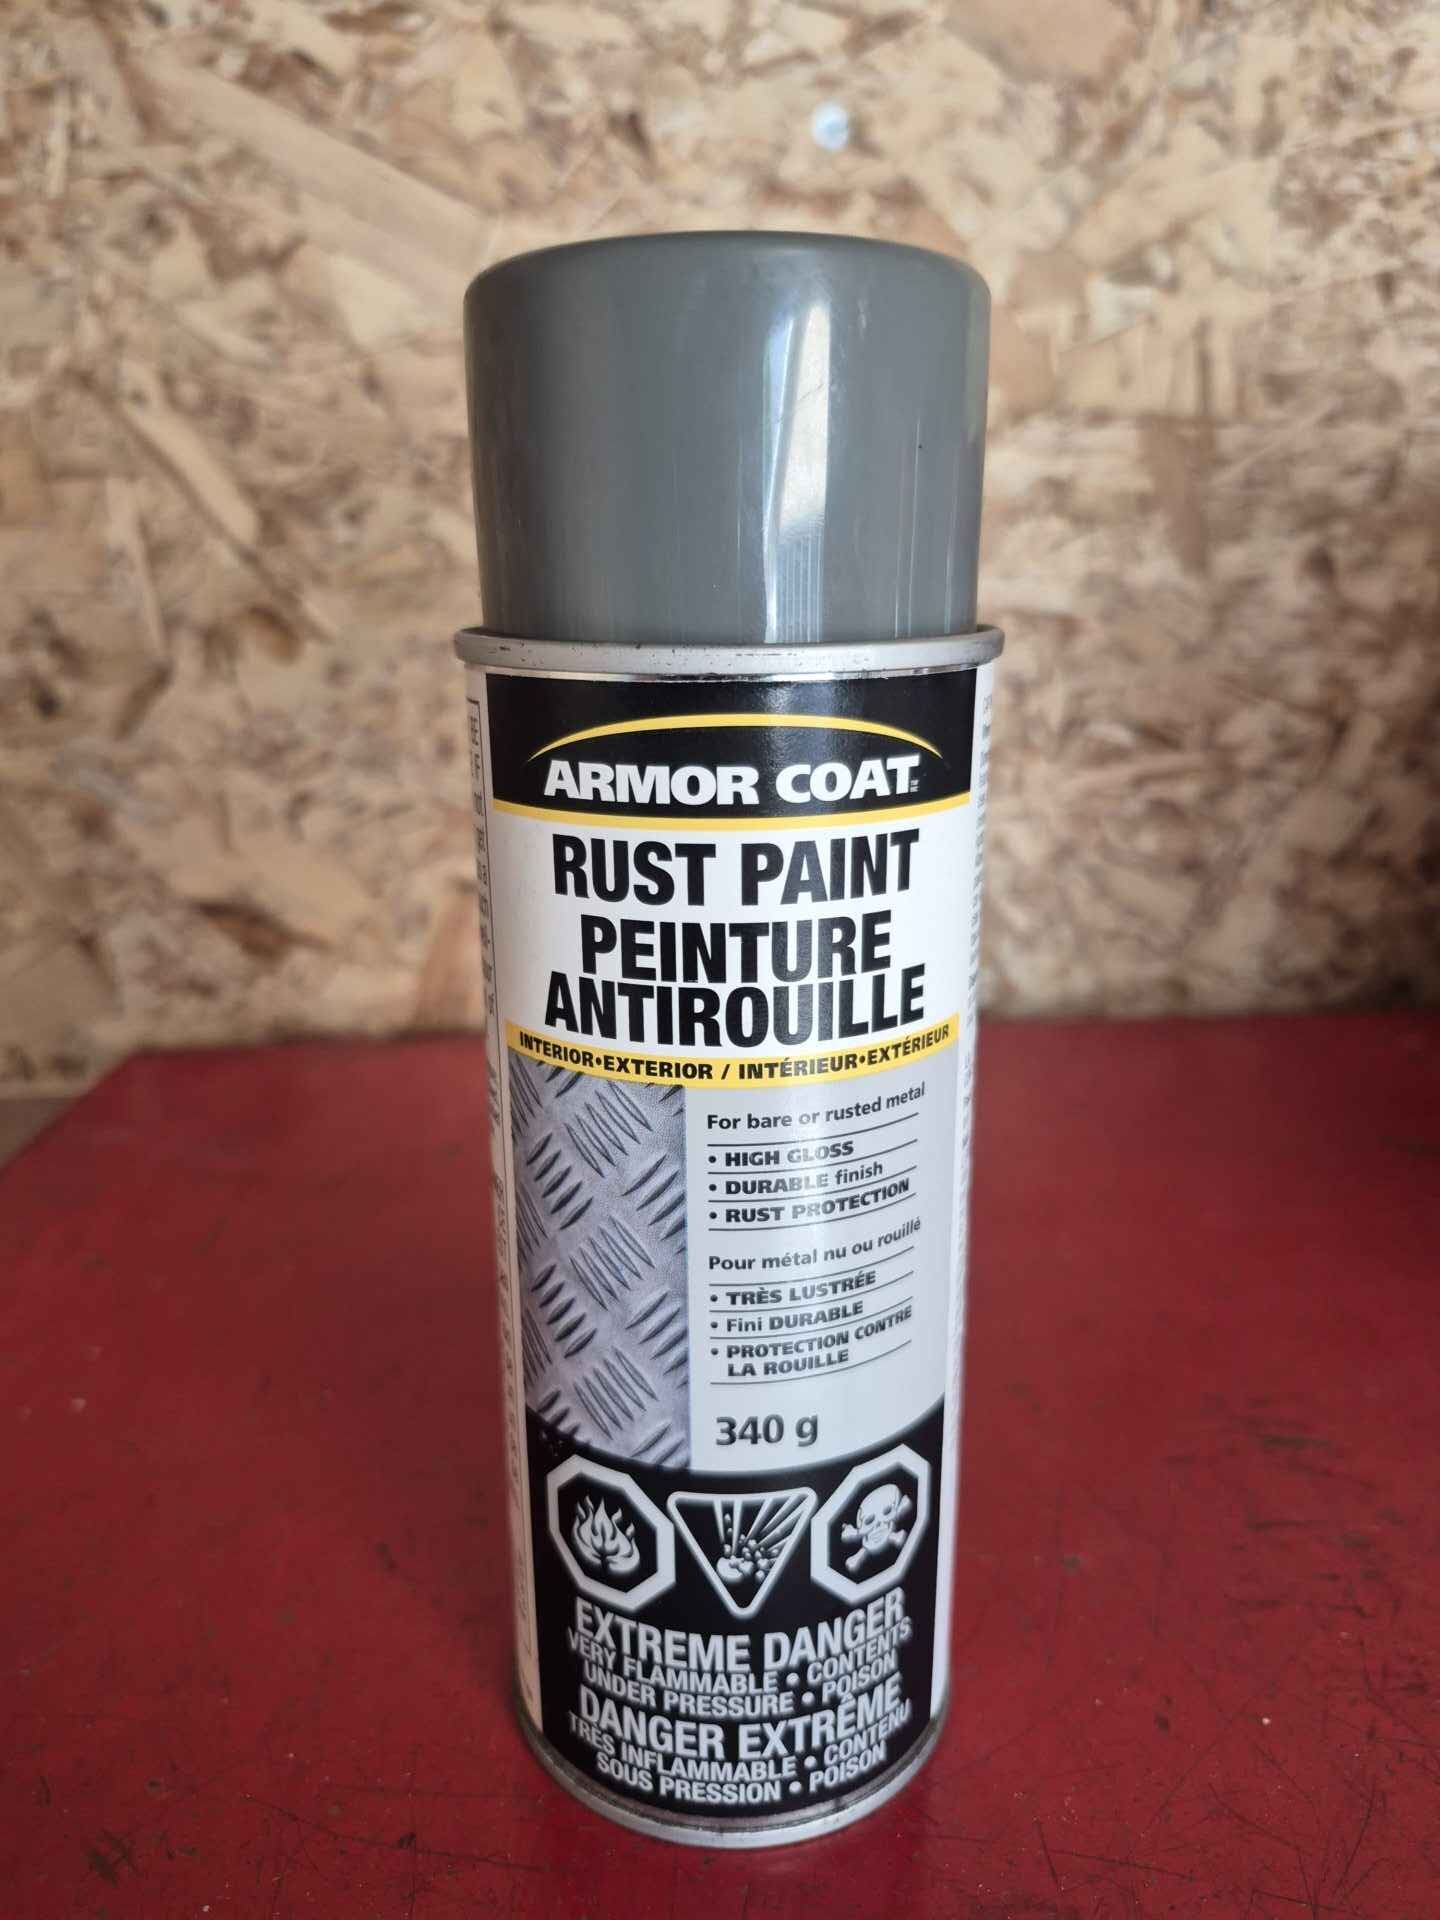 ARMOR COAT
RUST PAINT
PEINTURE
ANTIROUILLE
INTERIOR•EXTERIOR / INTÉRIEUR•EXTÉRIEUR
For bare or rusted metal
• HIGH GLOSS
• DURABLE finish
• RUST PROTECTION
Pour métal nu ou rouillé
• TRÈS LUSTRÉE
• Fini DURABLE
• PROTECTION CONTRE
LA ROUILLE
340 g
EXTREME DANGER
VERY FLAMMABLE • CONTENTS
UNDER PRESSURE • POISON
DANGER EXTRÊME
TRÈS INFLAMMABLE • CONTENU
SOUS PRESSION • POISON